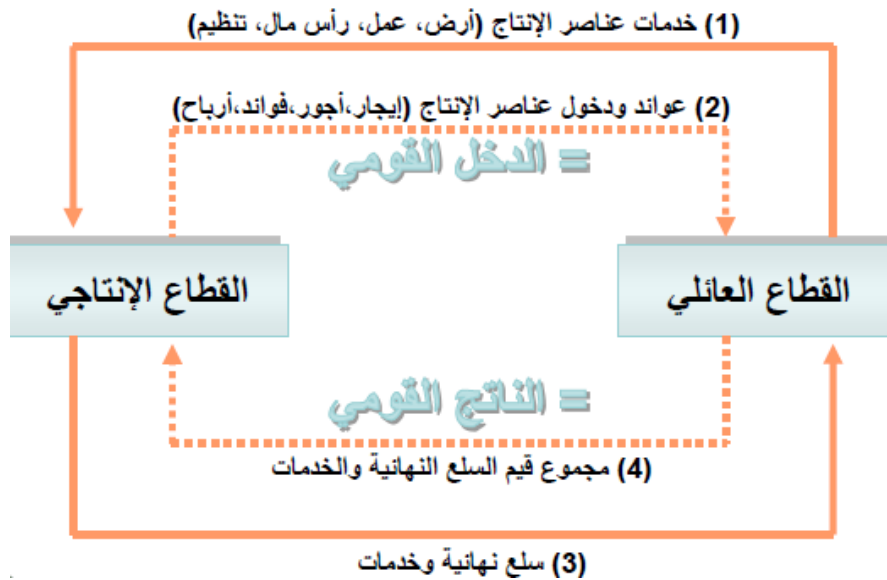 (1) خدمات عناصر الإنتاج (أرض، عمل، رأس مال، تنظيم)
(2) عوائد ودخول عناصر الإنتاج (إيجار،أجور،فوائد،أرباح)
= الدخل القومي
القطاع العائلي
القطاع الإنتاجي
= الناتج القومي
(4) مجموع قيم السلع النهائية والخدمات
(3) سلع نهائية وخدمات